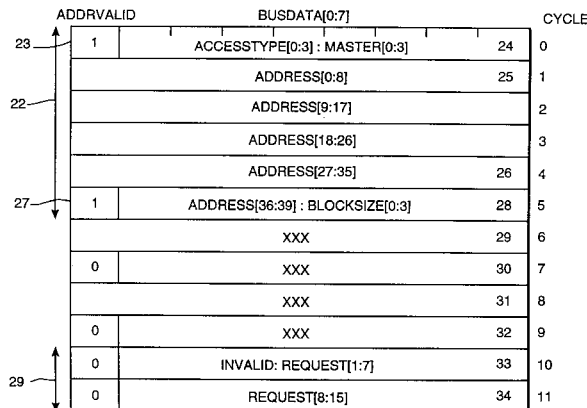 ADDRVALID BUSDATA[0:7] CYCLE
23 1 ACCESSTYPE[0:3] : MASTER[0:3] 24 0
ADDRESS[0:8] 25 1
22 ADDRESS[9:17] 2
ADDRESS[18:26] 3
ADDRESS[27:35] 26 4
27 1 ADDRESS[36:39] : BLOCKSIZE[0:3] 28 5
XXX 29 6
0 XXX 30 7
XXX 31 8
0 XXX 32 9
0 INVALID: REQUEST[1:7] 33 10
29 0 REQUEST[8:15] 34 11